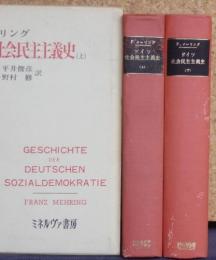 リング
社会民主主義史(上)
平井俊彦
野村修 訳
GESCHICHTE
DER
DEUTSCHEN
SOZIALDEMOKRATIE
FRANZ MEHRING
ミネルヴァ書房
F.メーリング
ドイツ
社会民主主義史
(上)
F.メーリング
ドイツ
社会民主主義史
(下)